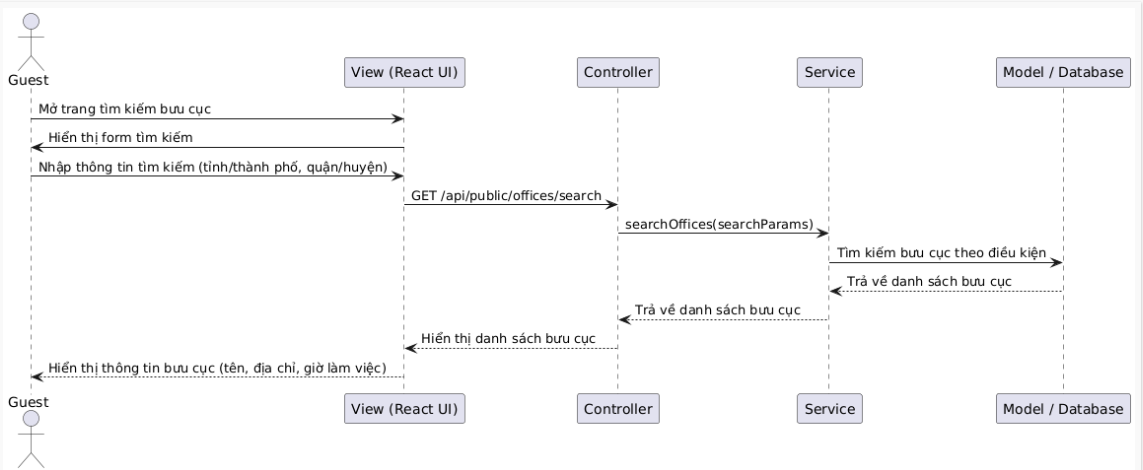 Guest
View (React UI)
Controller
Service
Model / Database
Mở trang tìm kiếm bưu cục
Hiển thị form tìm kiếm
Nhập thông tin tìm kiếm (tỉnh/thành phố, quận/huyện)
GET /api/public/offices/search
searchOffices(searchParams)
Tìm kiếm bưu cục theo điều kiện
Trả về danh sách bưu cục
Trả về danh sách bưu cục
Hiển thị danh sách bưu cục
Hiển thị thông tin bưu cục (tên, địa chỉ, giờ làm việc)
Guest
View (React UI)
Controller
Service
Model / Database